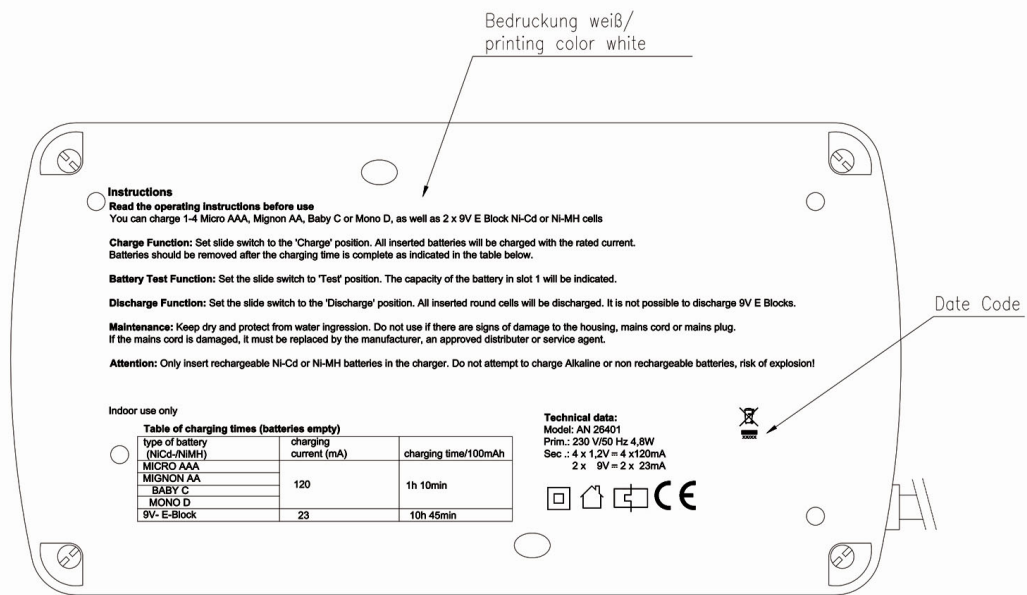 Bedruckung weiß/
printing color white
Instructions
Read the operating instructions before use
You can charge 1-4 Micro AAA, Mignon AA, Baby C or Mono D, as well as 2 x 9V E Block Ni-Cd or Ni-MH cells
Charge Function: Set slide switch to the 'Charge' position. All inserted batteries will be charged with the rated current.
Batteries should be removed after the charging time is complete as indicated in the table below.
Battery Test Function: Set the slide switch to 'Test' position. The capacity of the battery in slot 1 will be indicated.
Discharge Function: Set the slide switch to the 'Discharge' position. All inserted round cells will be discharged. It is not possible to discharge 9V E Blocks.
Date Code
Maintenance: Keep dry and protect from water ingression. Do not use if there are signs of damage to the housing, mains cord or mains plug.
If the mains cord is damaged, it must be replaced by the manufacturer, an approved distributer or service agent.
Attention: Only insert rechargeable Ni-Cd or Ni-MH batteries in the charger. Do not attempt to charge Alkaline or non rechargeable batteries, risk of explosion!
Indoor use only
Table of charging times (batteries empty)
type of battery
(NiCd-/NiMH)
charging
current (mA)
charging time/100mAh
MICRO AAA
MIGNON AA
BABY C
MONO D
120
1h 10min
9V- E-Block
23
10h 45min
Technical data:
Model: AN 26401
Prim.: 230 V/50 Hz 4,8W
Sec .: 4 x 1,2V = 4 x120mA
2 x 9V = 2 x 23mA
CE